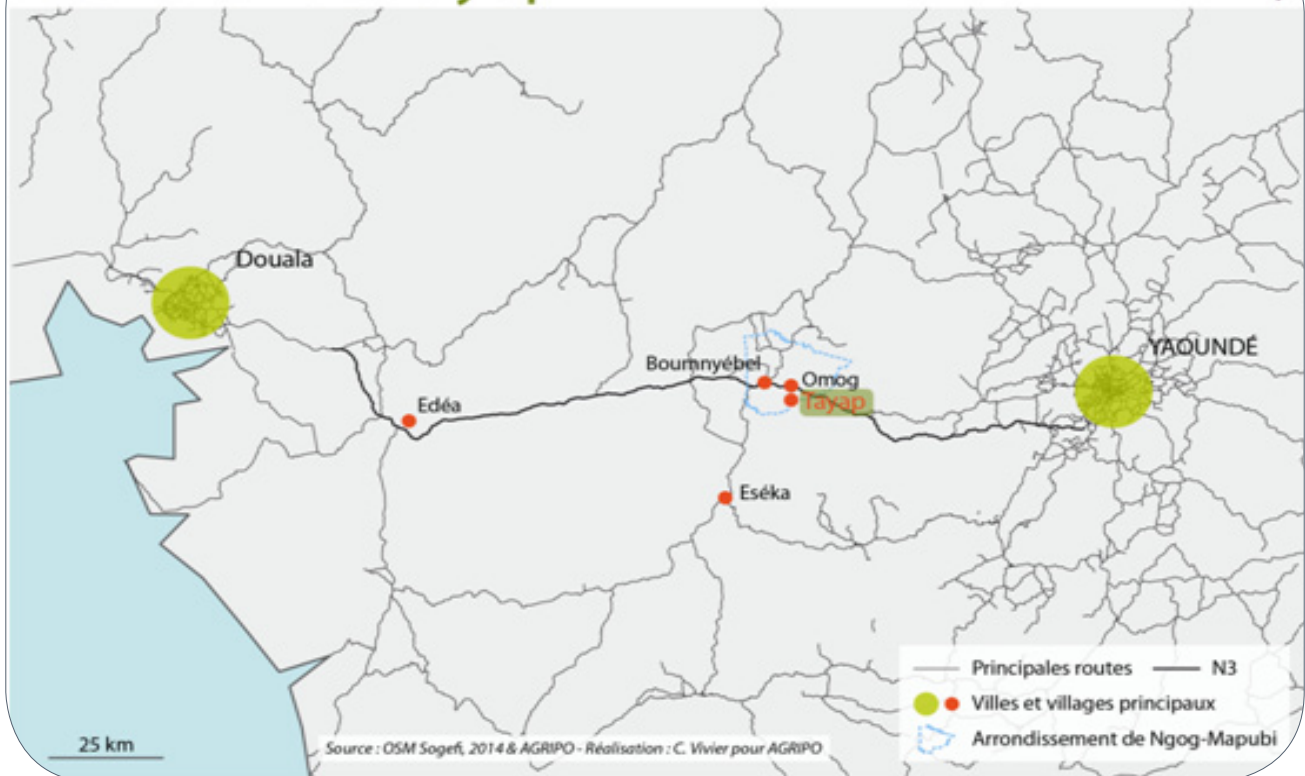 Douala
YAOUNDÉ
Boumnyébel
Omog
Tayap
Edéa
Eséka
Principales routes
N3
Villes et villages principaux
Arrondissement de Ngog-Mapubi
25 km
Source : OSM Sogefi, 2014 & AGRIPO - Réalisation : C. Vivier pour AGRIPO